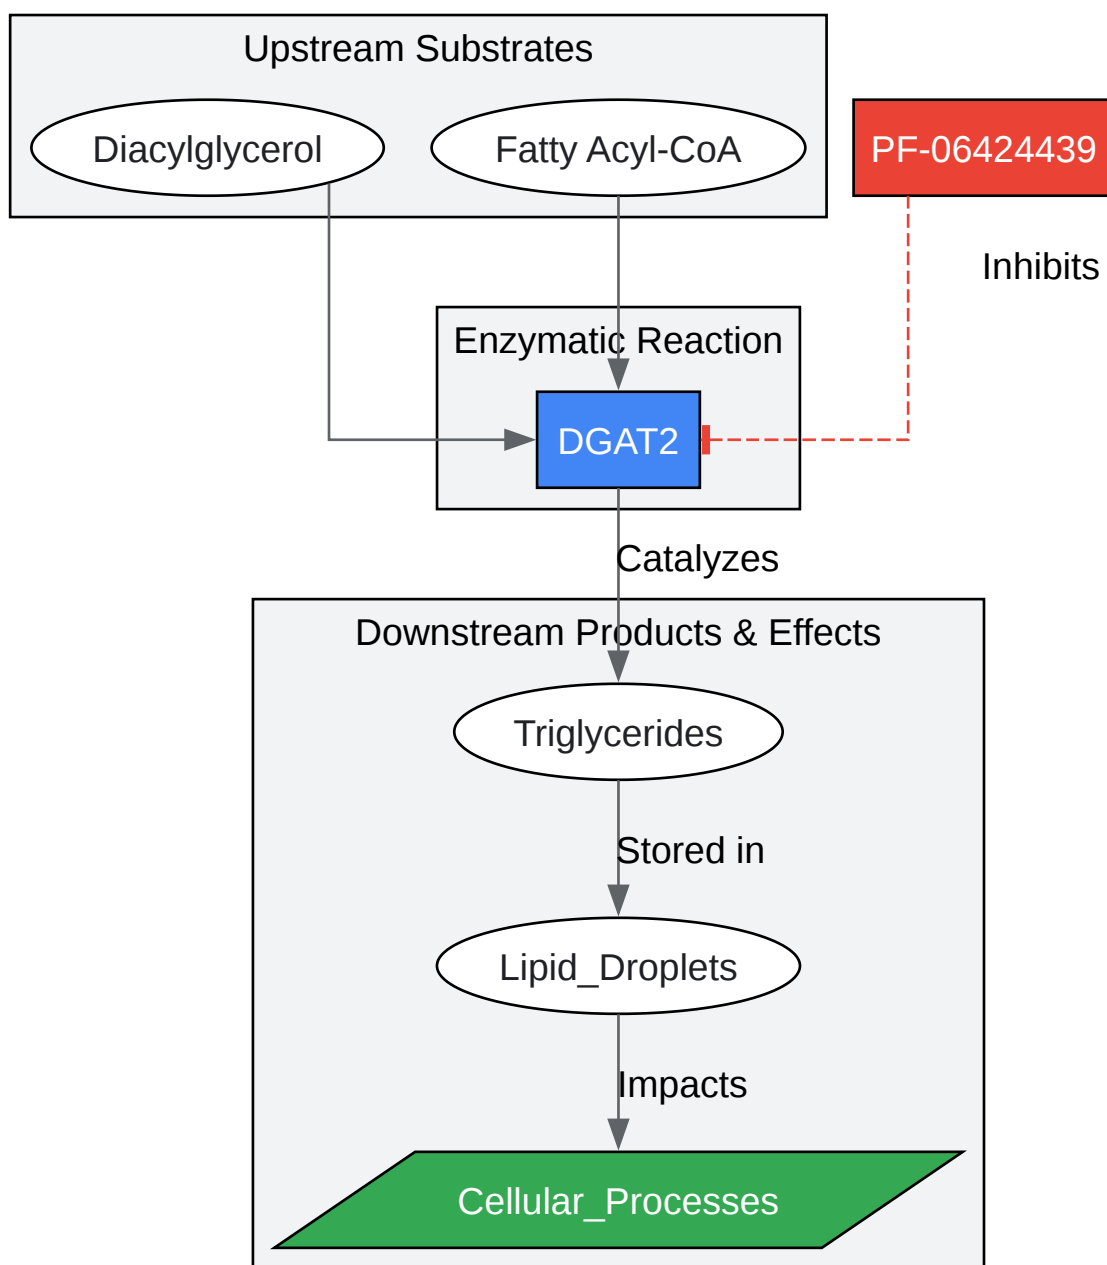 Upstream Substrates
Diacylglycerol
Fatty Acyl-CoA
PF-06424439
Inhibits
Enzymatic Reaction
DGAT2
Catalyzes
Downstream Products & Effects
Triglycerides
Stored in
Lipid_Droplets
Impacts
Cellular_Processes